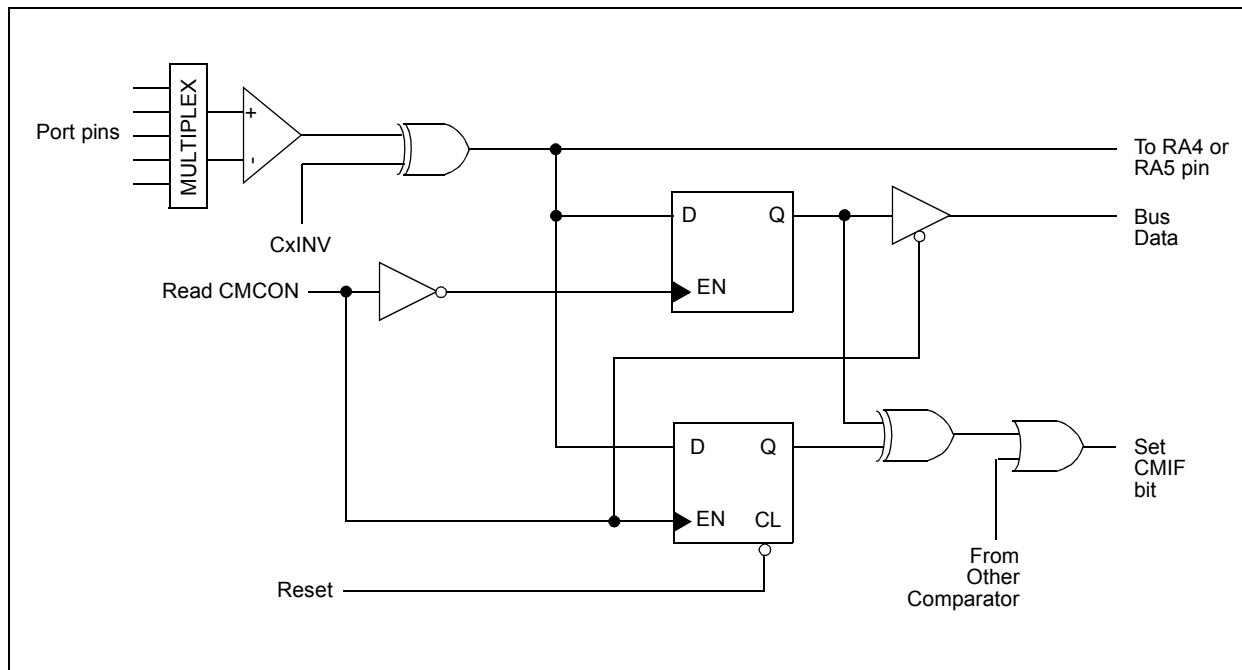 MULTIPLEX
+
-
Port pins
CxINV
To RA4 or
RA5 pin
D
Q
EN
Bus
Data
Read CMCON
D
Q
EN
CL
Set
CMIF
bit
From
Other
Comparator
Reset